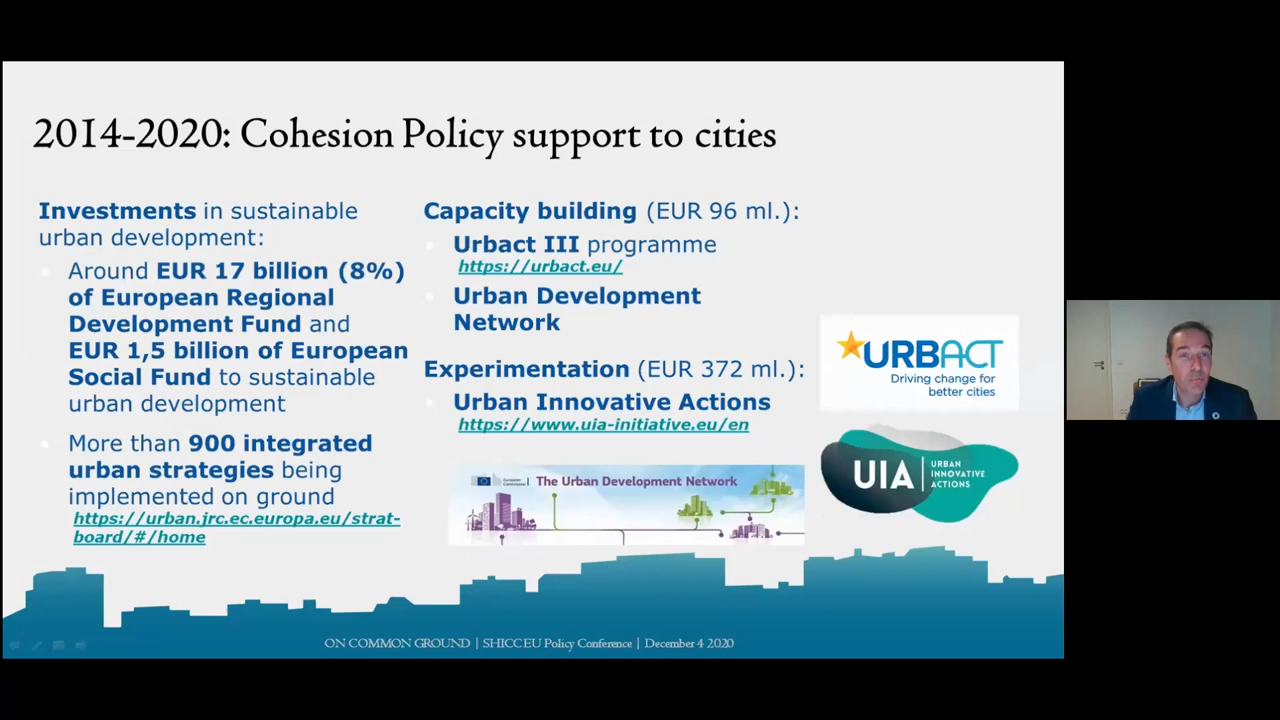 2014-2020: Cohesion Policy support to cities
Investments in sustainable
urban development:
Around EUR 17 billion (8%)
of European Regional
Development Fund and
EUR 1,5 billion of European
Social Fund to sustainable
urban development
More than 900 integrated
urban strategies being
implemented on ground
https://urban.jrc.ec.europa.eu/strat-
board/#/home
Capacity building (EUR 96 ml.):
Urbact III programme
https://urbact.eu/
Urban Development
Network
Experimentation (EUR 372 ml.):
Urban Innovative Actions
https://www.uia-initiative.eu/en
European
Commission
The Urban Development Network
URBACT
Driving change for
better cities
UIA
URBAN
INNOVATIVE
ACTIONS
ON COMMON GROUND | SHICC EU Policy Conference | December 4 2020